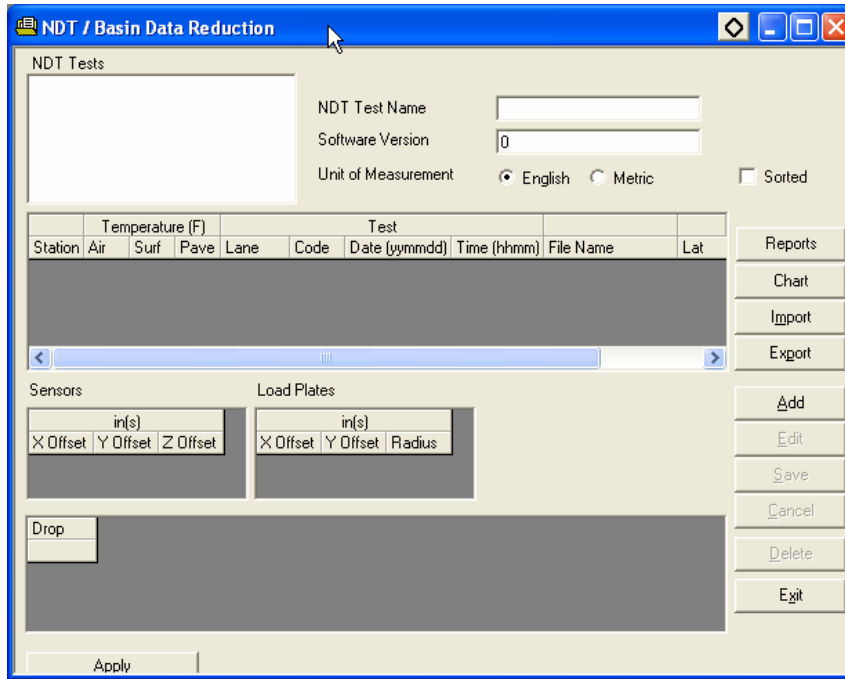 NDT / Basin Data Reduction
NDT Tests
NDT Test Name
Software Version 0
Unit of Measurement English Metric Sorted
Temperature (F) Test
Station Air Surf Pave Lane Code Date (yymmdd) Time (hhmm) File Name Lat
Reports
Chart
Import
Export
Sensors Load Plates
in(s) in(s)
X Offset Y Offset Z Offset X Offset Y Offset Radius
Add
Edit
Save
Cancel
Drop
Delete
Exit
Apply